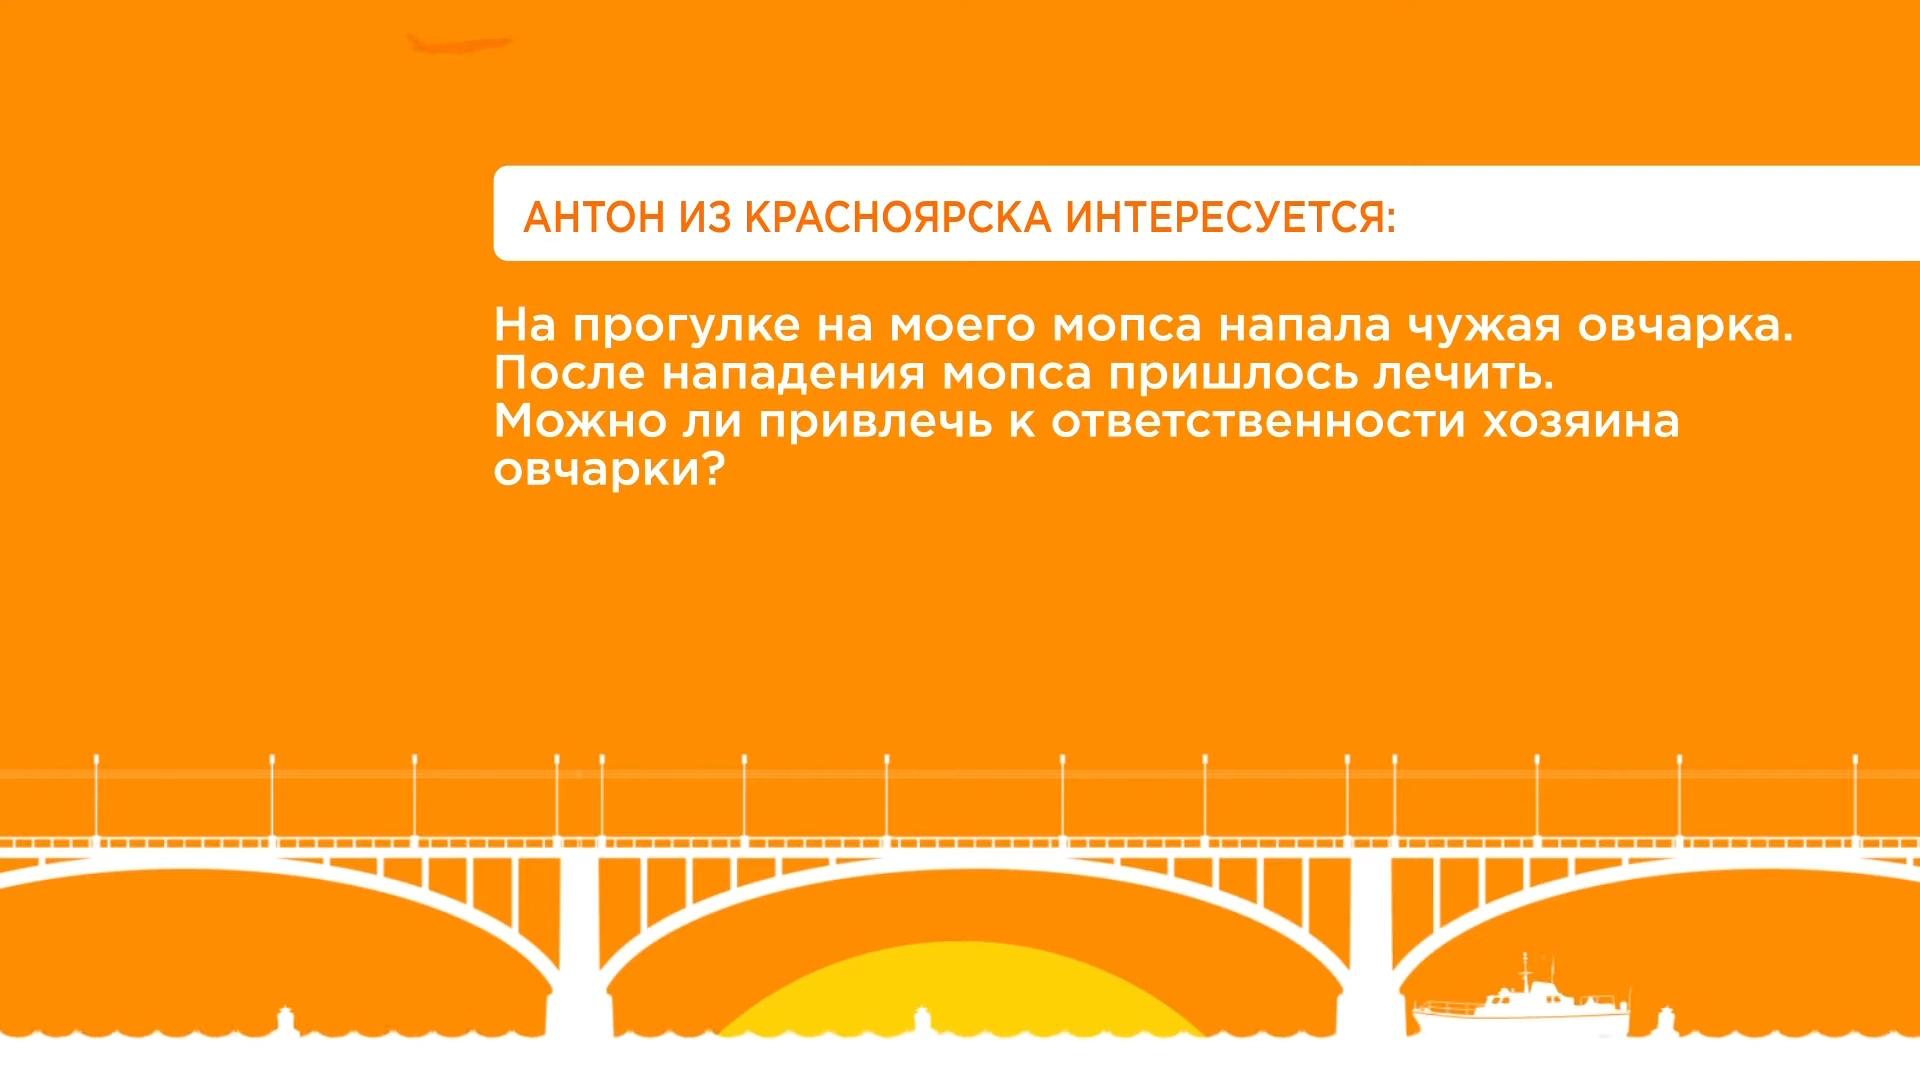 АНТОН ИЗ КРАСНОЯРСКА ИНТЕРЕСУЕТСЯ:
На прогулке на моего мопса напала чужая овчарка.
После нападения мопса пришлось лечить.
Можно ли привлечь к ответственности хозяина
овчарки?